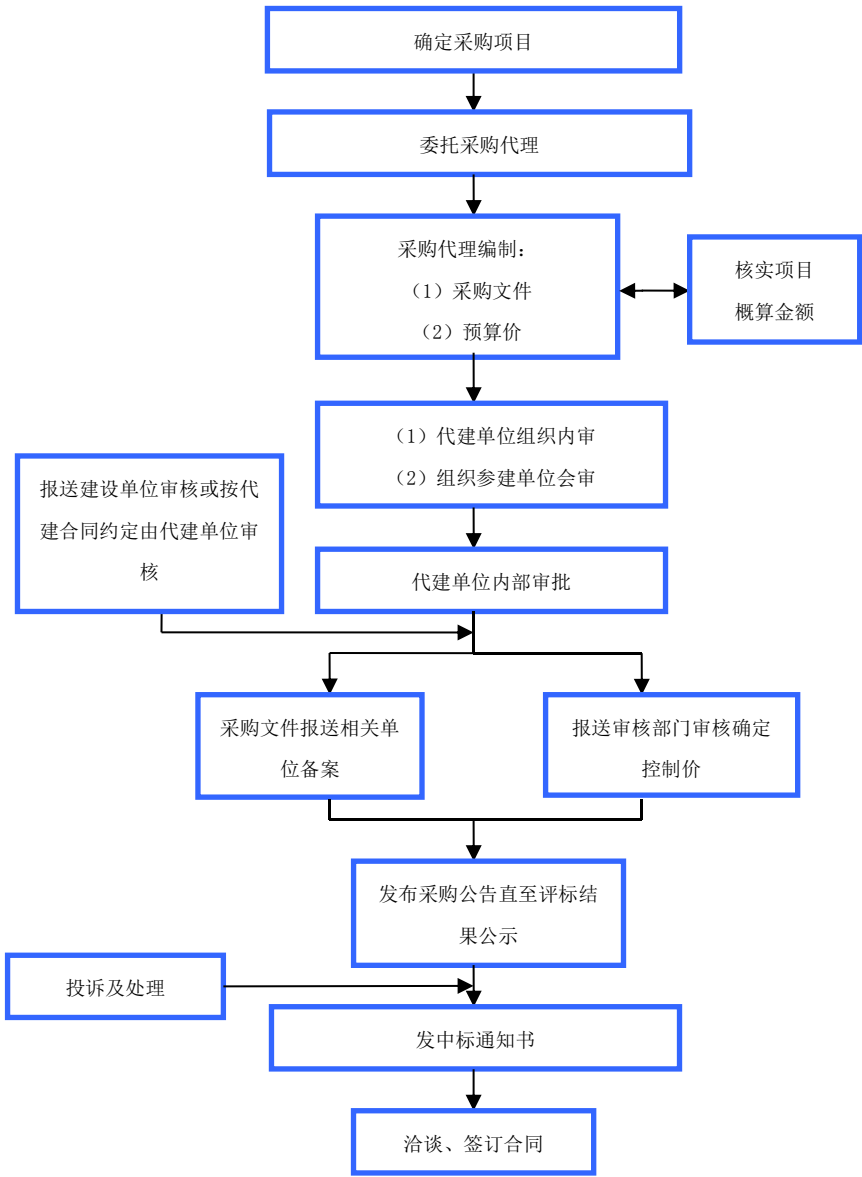 确定采购项目
委托采购代理
采购代理编制：
（1）采购文件
（2）预算价
核实项目
概算金额
（1）代建单位组织内审
（2）组织参建单位会审
报送建设单位审核或按代
建合同约定由代建单位审
核
代建单位内部审批
采购文件报送相关单
位备案
报送审核部门审核确定
控制价
发布采购公告直至评标结
果公示
投诉及处理
发中标通知书
洽谈、签订合同